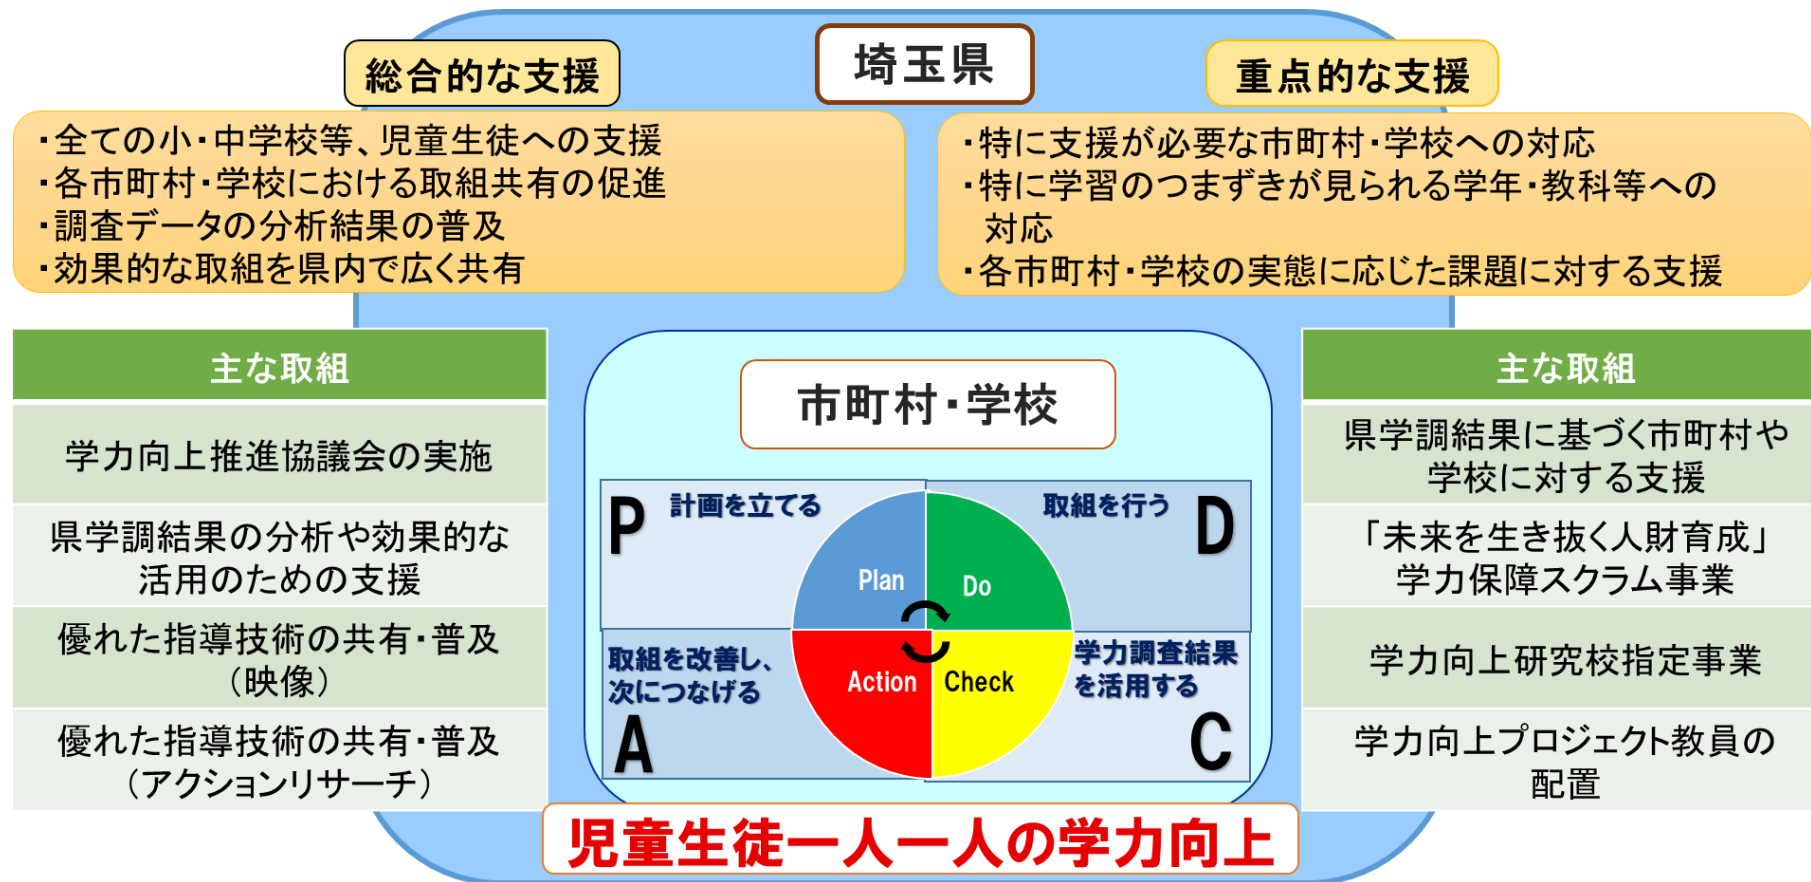 埼玉県
総合的な支援
・全ての小・中学校等、児童生徒への支援
・各市町村・学校における取組共有の促進
・調査データの分析結果の普及
・効果的な取組を県内で広く共有
重点的な支援
・特に支援が必要な市町村・学校への対応
・特に学習のつまずきが見られる学年・教科等への
対応
・各市町村・学校の実態に応じた課題に対する支援
主な取組
学力向上推進協議会の実施
県学調結果の分析や効果的な
活用のための支援
優れた指導技術の共有・普及
（映像）
優れた指導技術の共有・普及
（アクションリサーチ）
市町村・学校
P
計画を立てる
取組を行う
D
Plan
Do
取組を改善し、
次につなげる
A
Action
Check
学力調査結果
を活用する
C
主な取組
県学調結果に基づく市町村や
学校に対する支援
「未来を生き抜く人財育成」
学力保障スクラム事業
学力向上研究校指定事業
学力向上プロジェクト教員の
配置
児童生徒一人一人の学力向上